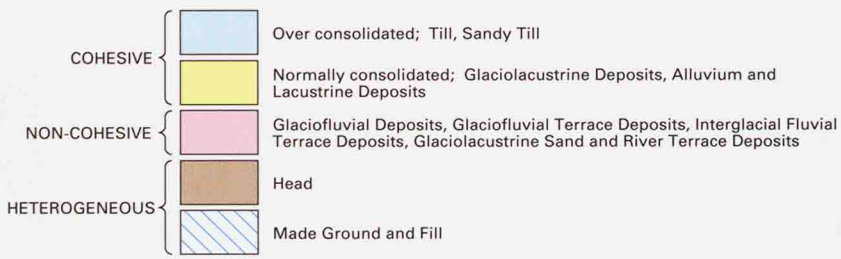 COHESIVE
Over consolidated; Till, Sandy Till
Normally consolidated; Glaciolacustrine Deposits, Alluvium and
Lacustrine Deposits
NON-COHESIVE
Glaciofluvial Deposits, Glaciofluvial Terrace Deposits, Interglacial Fluvial
Terrace Deposits, Glaciolacustrine Sand and River Terrace Deposits
HETEROGENEOUS
Head
Made Ground and Fill